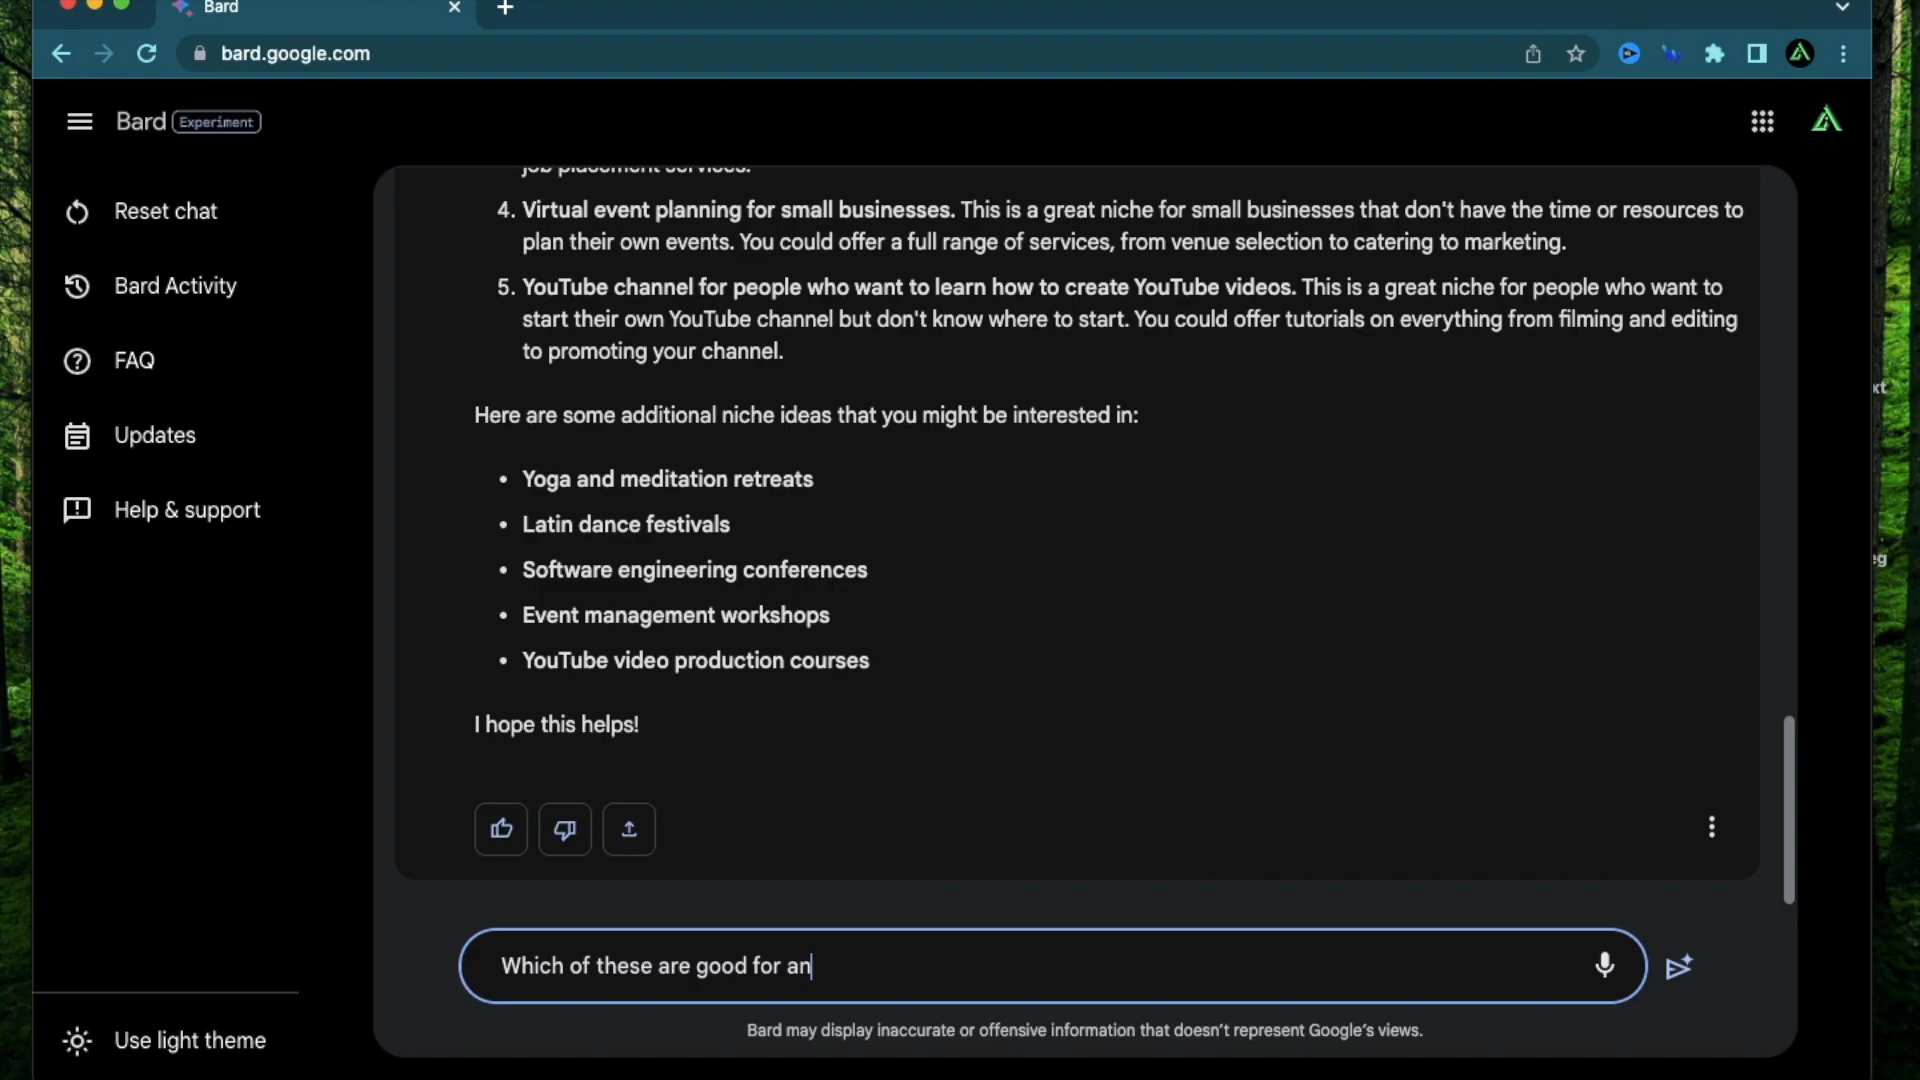 Bard
bard.google.com
Bard Experiment
Reset chat
Bard Activity
FAQ
Updates
Help & support
Use light theme
job placement services.
4. Virtual event planning for small businesses. This is a great niche for small businesses that don't have the time or resources to
plan their own events. You could offer a full range of services, from venue selection to catering to marketing.
5. YouTube channel for people who want to learn how to create YouTube videos. This is a great niche for people who want to
start their own YouTube channel but don't know where to start. You could offer tutorials on everything from filming and editing
to promoting your channel.
Here are some additional niche ideas that you might be interested in:
• Yoga and meditation retreats
• Latin dance festivals
• Software engineering conferences
• Event management workshops
• YouTube video production courses
I hope this helps!
Which of these are good for an
Bard may display inaccurate or offensive information that doesn't represent Google's views.